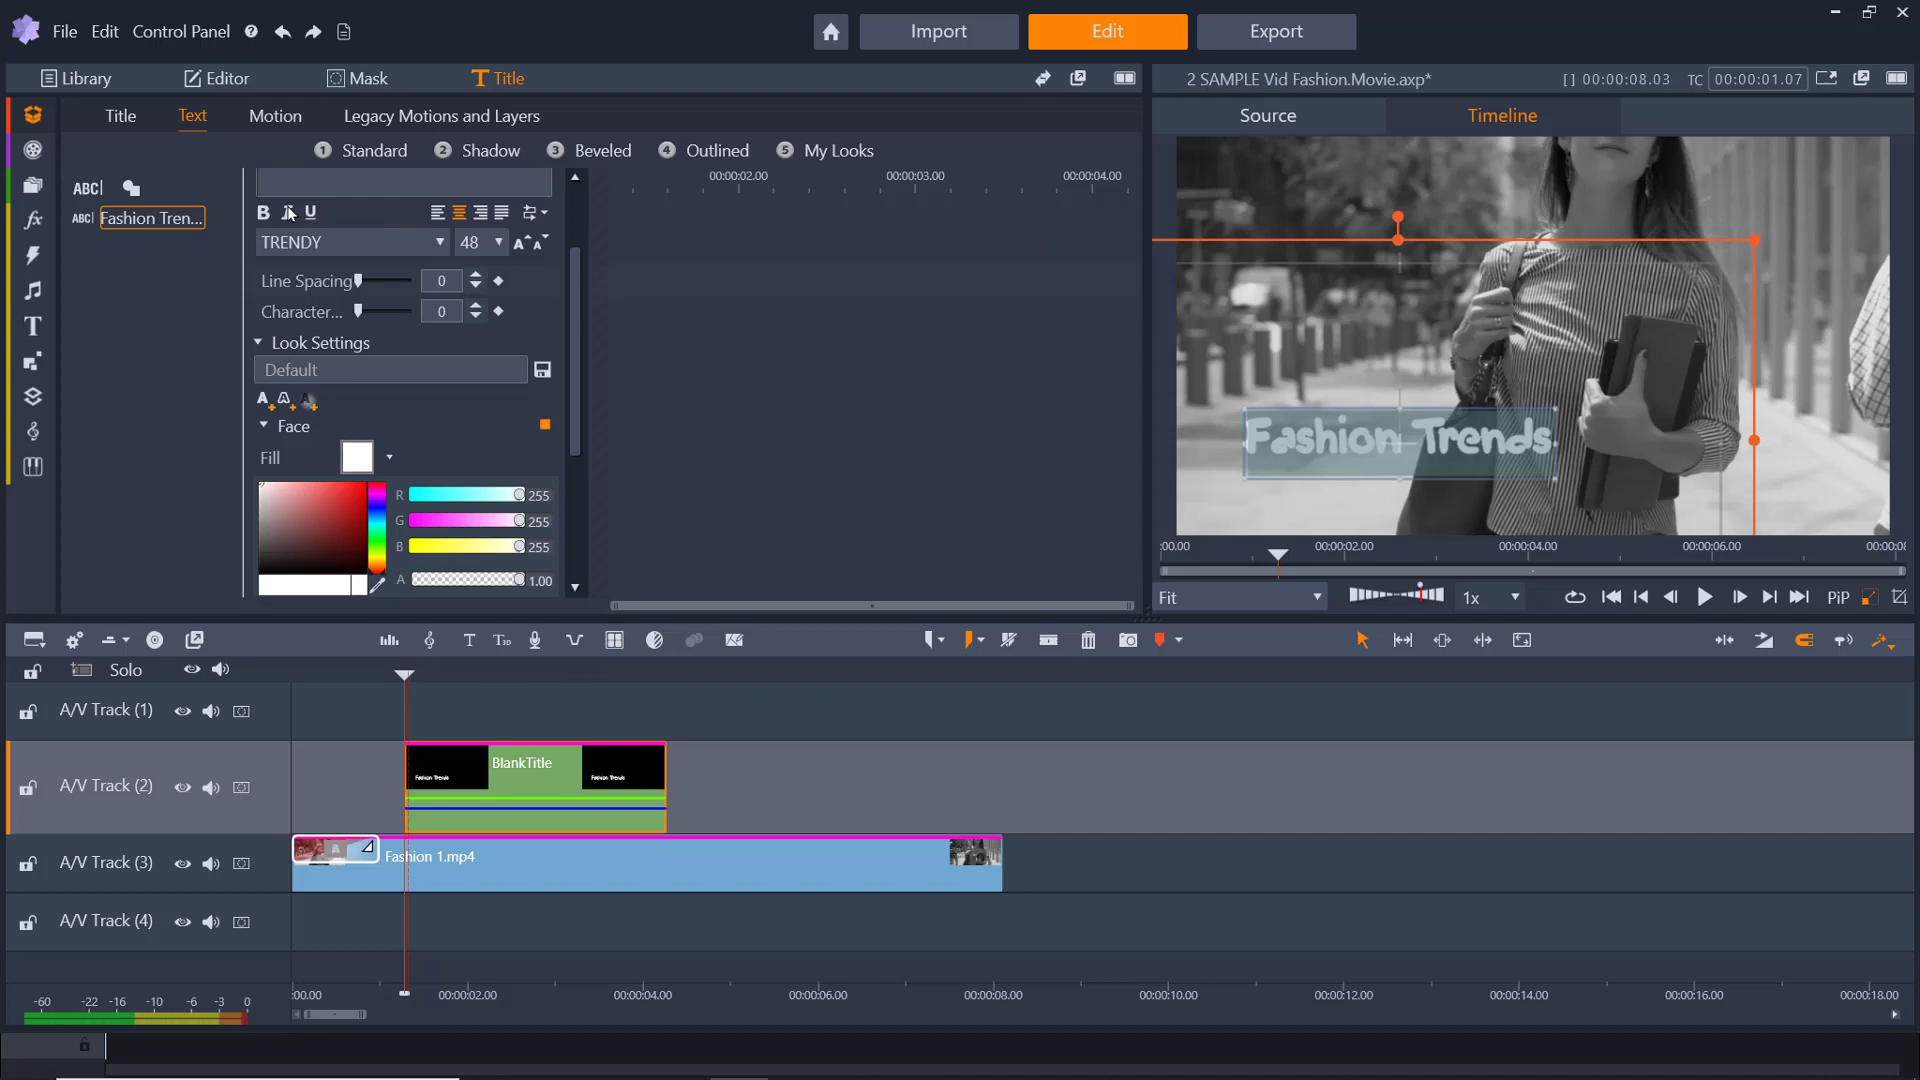 File Edit Control Panel
Import Edit Export
Library Editor Mask Title
2 SAMPLE Vid Fashion.Movie.axp* [ ] 00:00:08.03 TC 00:00:01.07
Title Text Motion Legacy Motions and Layers
Source Timeline
1 Standard 2 Shadow 3 Beveled 4 Outlined 5 My Looks
ABC
ABC Fashion Tren...
00:00:02.00 00:00:03.00 00:00:04.00
B U
TRENDY 48
Line Spacing 0
Character... 0
Look Settings
Default
Face
Fill
R 255
G 255
B 255
A 1.00
Fashion Trends
:00.00 00:00:02.00 00:00:04.00 00:00:06.00
Fit 1x PiP
Solo
A/V Track (1)
A/V Track (2) Fashion Trends BlankTitle Fashion Trends
A/V Track (3) A Fashion 1.mp4
A/V Track (4)
:00.00 00:00:02.00 00:00:04.00 00:00:06.00 00:00:08.00 00:00:10.00 00:00:12.00 00:00:14.00 00:00:16.00 00:00:18.00
-60 -22 -16 -10 -6 -3 0